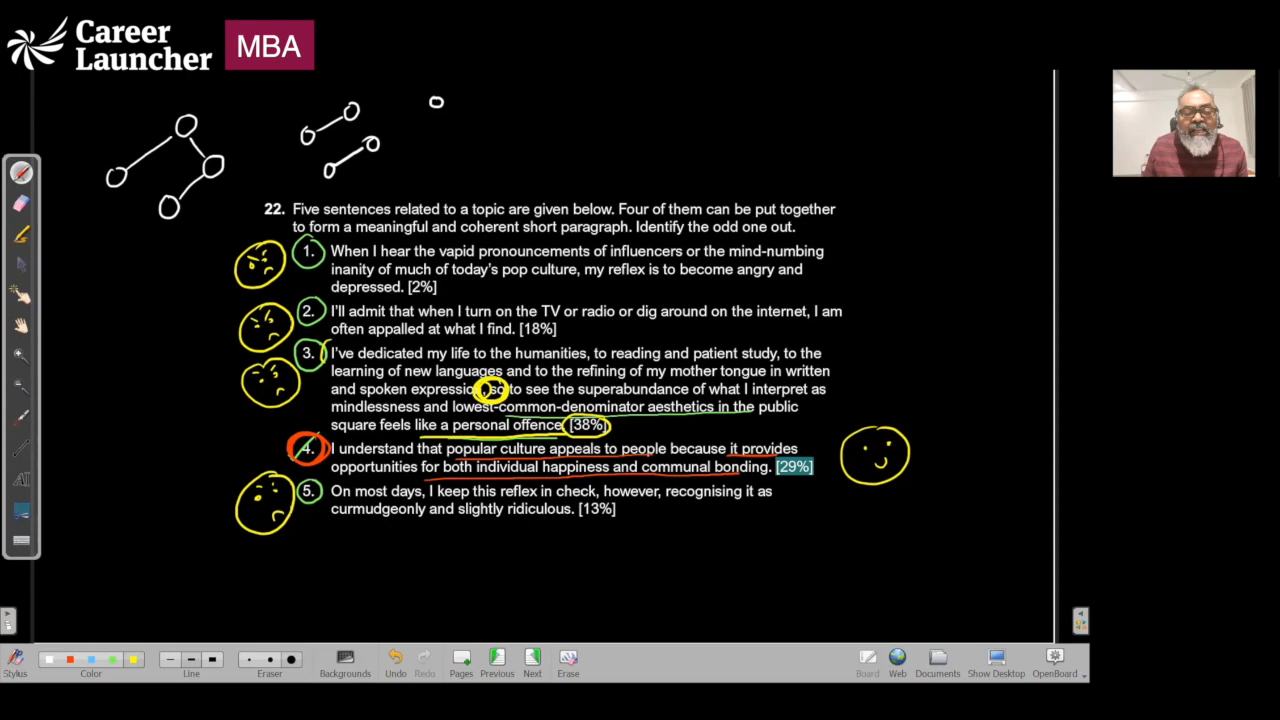 Career
Launcher
MBA
22. Five sentences related to a topic are given below. Four of them can be put together
to form a meaningful and coherent short paragraph. Identify the odd one out.
1. When I hear the vapid pronouncements of influencers or the mind-numbing
inanity of much of today's pop culture, my reflex is to become angry and
depressed. [2%]
2. I'll admit that when I turn on the TV or radio or dig around on the internet, I am
often appalled at what I find. [18%]
3. I've dedicated my life to the humanities, to reading and patient study, to the
learning of new languages and to the refining of my mother tongue in written
and spoken expression, so to see the superabundance of what I interpret as
mindlessness and lowest-common-denominator aesthetics in the public
square feels like a personal offence. [38%]
4. I understand that popular culture appeals to people because it provides
opportunities for both individual happiness and communal bonding. [29%]
5. On most days, I keep this reflex in check, however, recognising it as
curmudgeonly and slightly ridiculous. [13%]
Stylus
Color
Line
Eraser
Backgrounds
Undo
Redo
Pages
Previous
Next
Erase
Board
Web
Documents
Show Desktop
OpenBoard